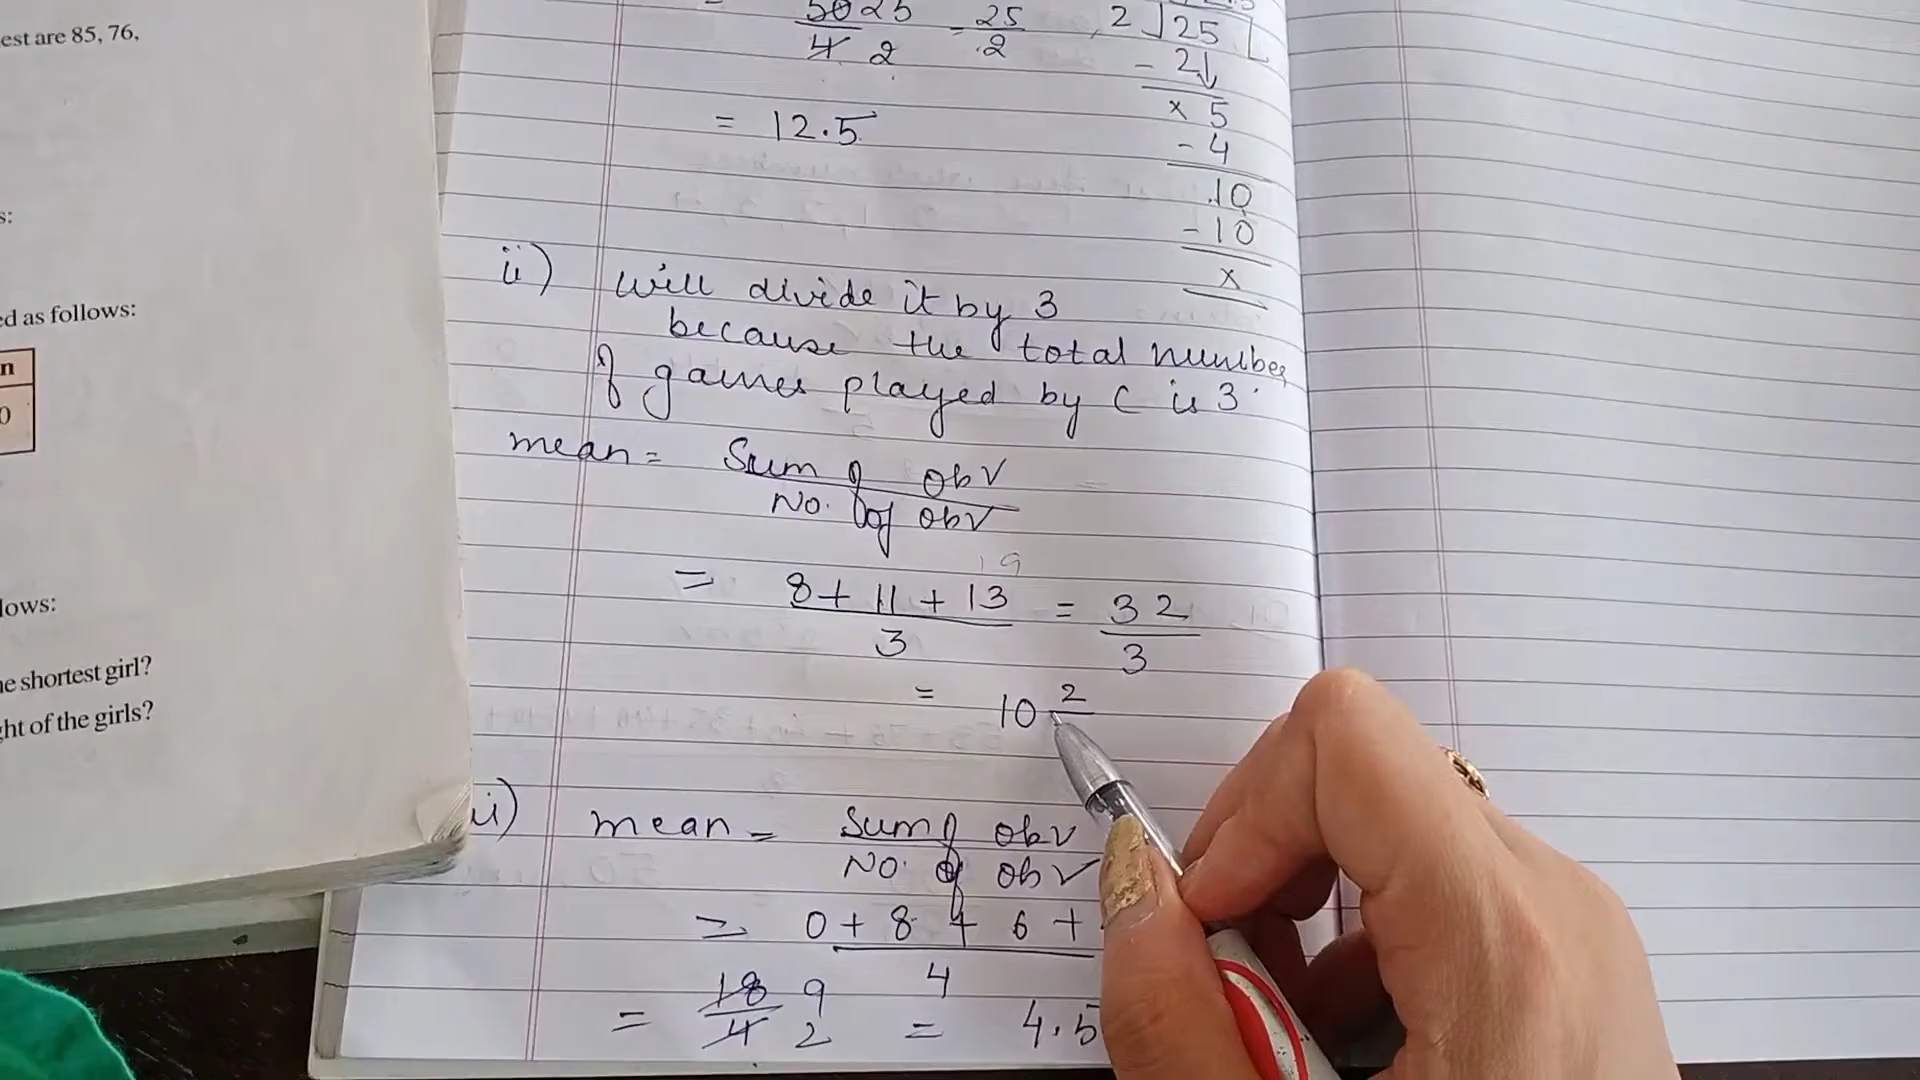 est are 85, 76,
s:
ed as follows:
n
0
lows:
he shortest girl?
ght of the girls?
= 50 25 / 4 2 = 25 / 2
2 25
- 2↓
x 5
- 4
10
- 10
x
= 12.5
ii) will divide it by 3
because the total number
of games played by C is 3.
mean = Sum of obv / No. of obv
19
= 8 + 11 + 13 / 3 = 32 / 3
= 10 2
ii) mean = Sum of obv / No. of obv
= 0 + 8 + 6 + / 4
= 18 9 / 4 2 = 4.5